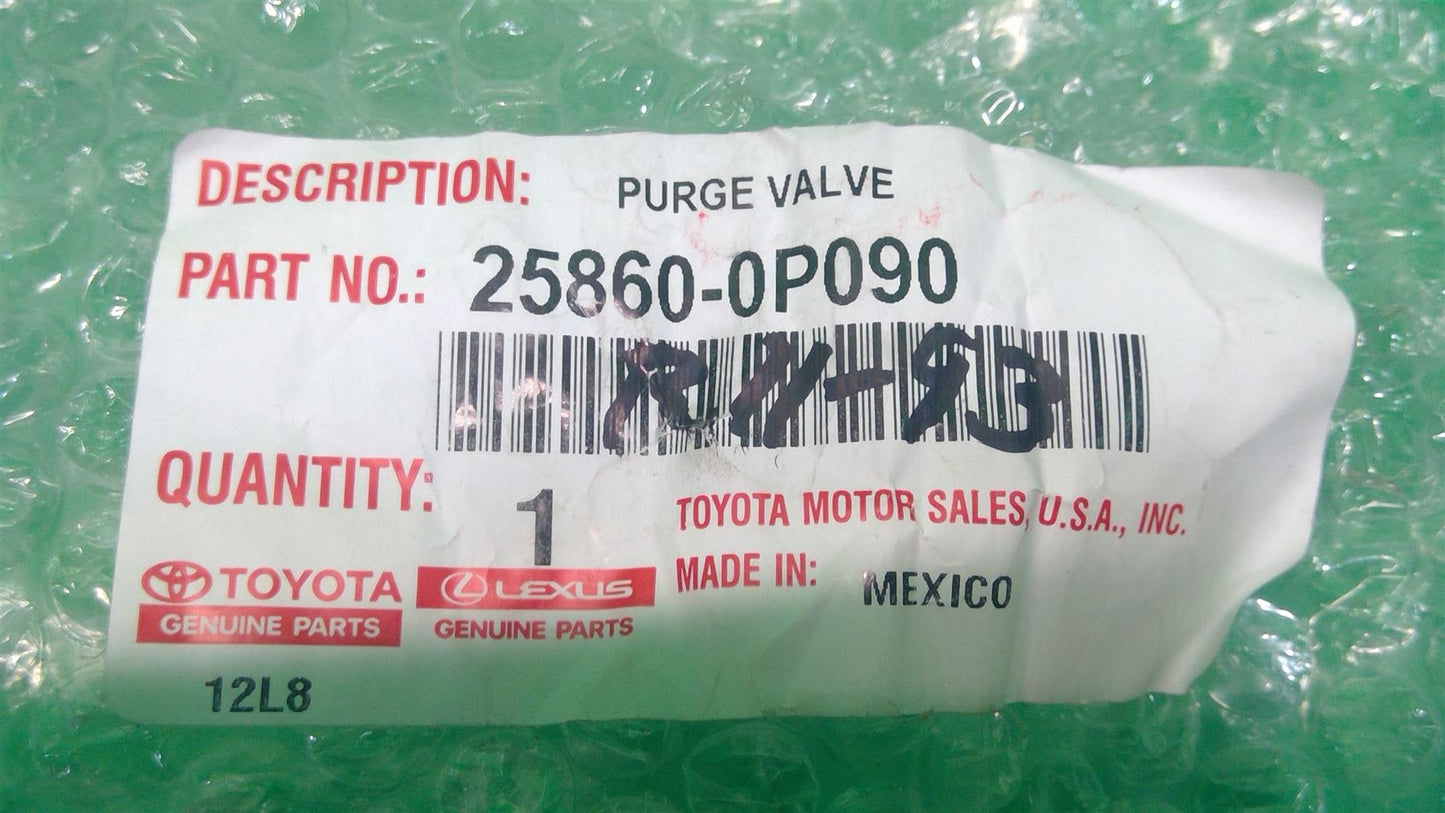 DESCRIPTION: PURGE VALVE
PART NO.: 25860-0P090
QUANTITY: 1
TOYOTA MOTOR SALES, U.S.A., INC.
MADE IN: MEXICO
TOYOTA
GENUINE PARTS
LEXUS
GENUINE PARTS
12L8